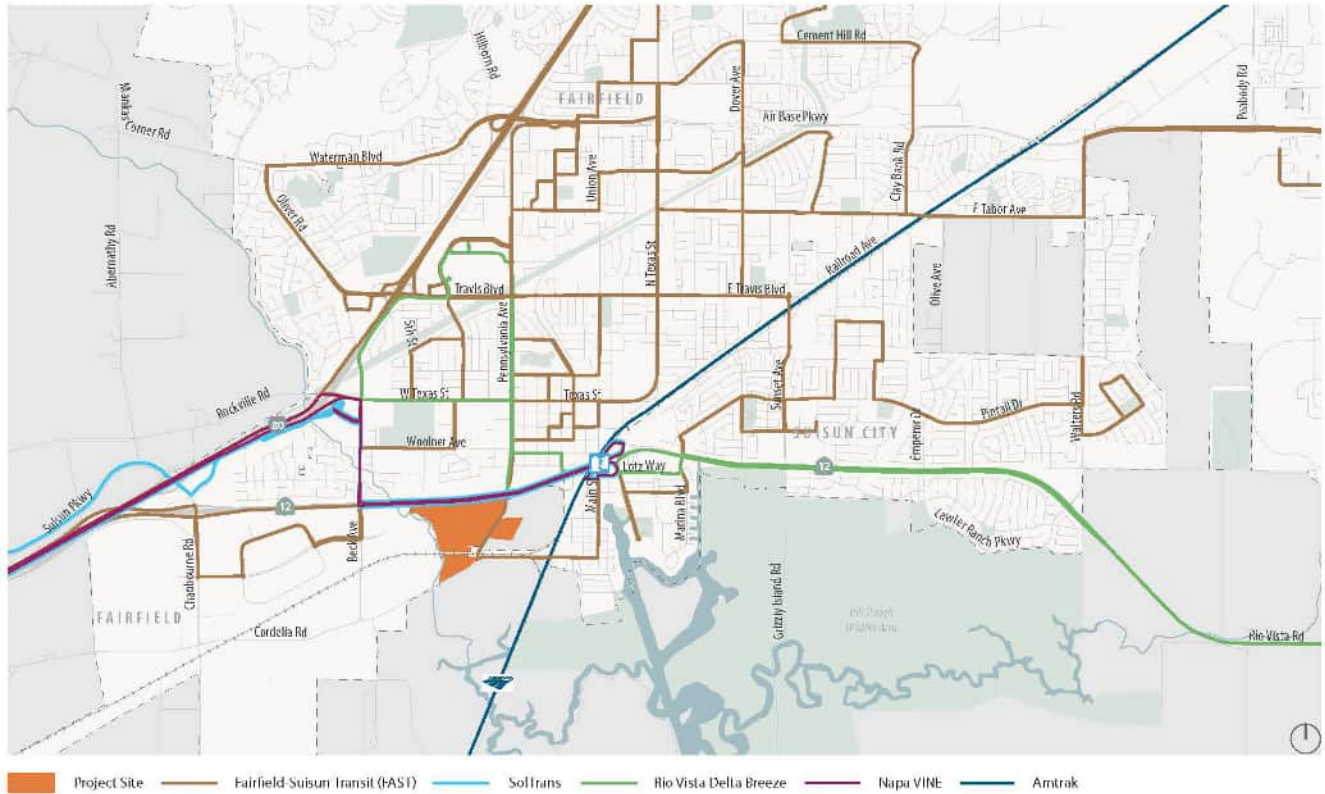 Hilborn Rd
Cement Hill Rd
Mankas
Corner Rd
FAIRFIELD
Dover Ave
Peabody Rd
Air Base Pkwy
Waterman Blvd
Union Ave
Clay Bank Rd
Oliver Rd
E Tabor Ave
Abernathy Rd
N Texas St
Railroad Ave
Olive Ave
Travis Blvd
E Travis Blvd
5th St
Pennsylvania Ave
Rockville Rd
W Texas St
Texas St
Sunset Ave
Pintail Dr
Walters Rd
80
Woolner Ave
SUISUN CITY
Emperor D
Lotz Way
12
Suisun Pkwy
12
Main St
Marina Blvd
Lawler Ranch Pkwy
Chadbourne Rd
Beck Ave
Grizzly Island Rd
FAIRFIELD
Cordelia Rd
Rio Vista Rd
Project Site
Fairfield-Suisun Transit (FAST)
SolTrans
Rio Vista Delta Breeze
Napa VINE
Amtrak